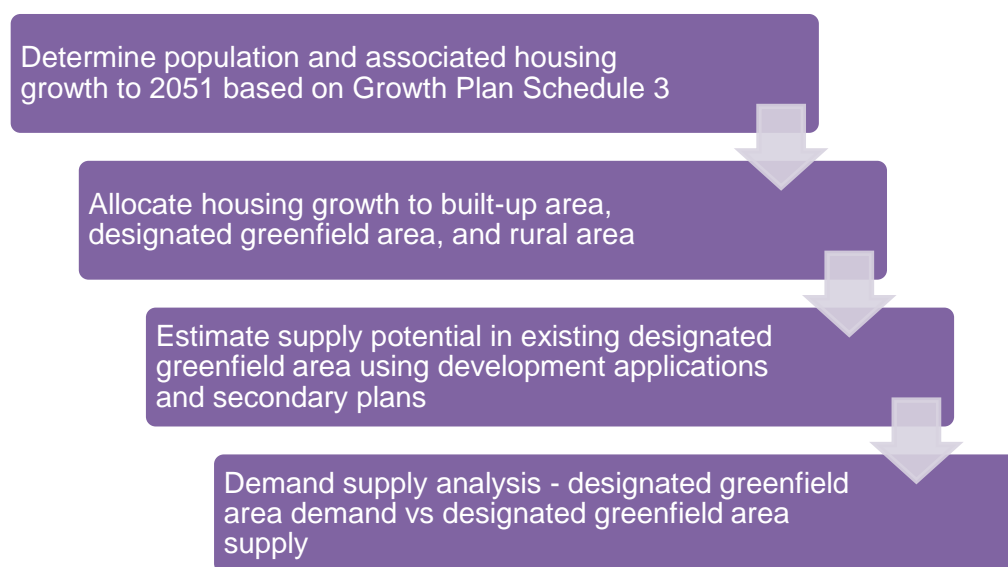 Determine population and associated housing
growth to 2051 based on Growth Plan Schedule 3
Allocate housing growth to built-up area,
designated greenfield area, and rural area
Estimate supply potential in existing designated
greenfield area using development applications
and secondary plans
Demand supply analysis - designated greenfield
area demand vs designated greenfield area
supply